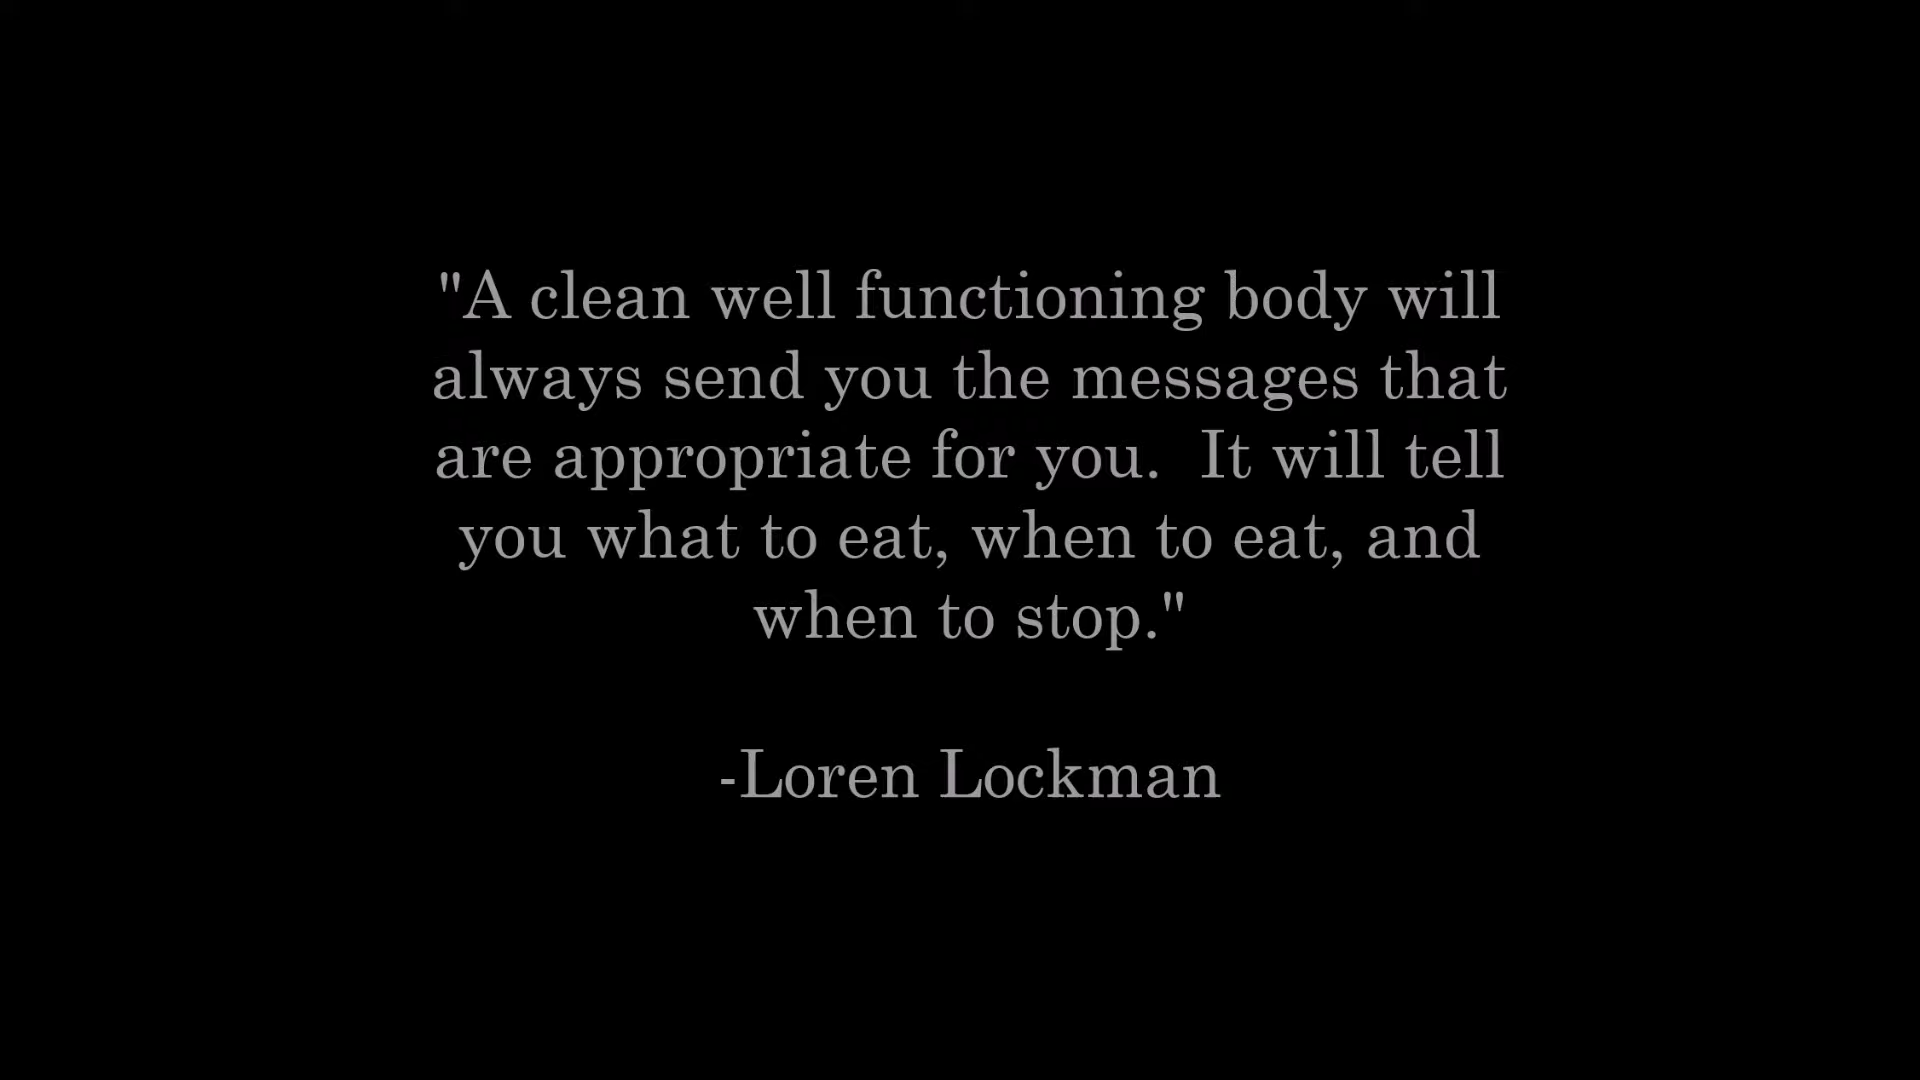 "A clean well functioning body will
always send you the messages that
are appropriate for you.  It will tell
you what to eat, when to eat, and
when to stop."
-Loren Lockman